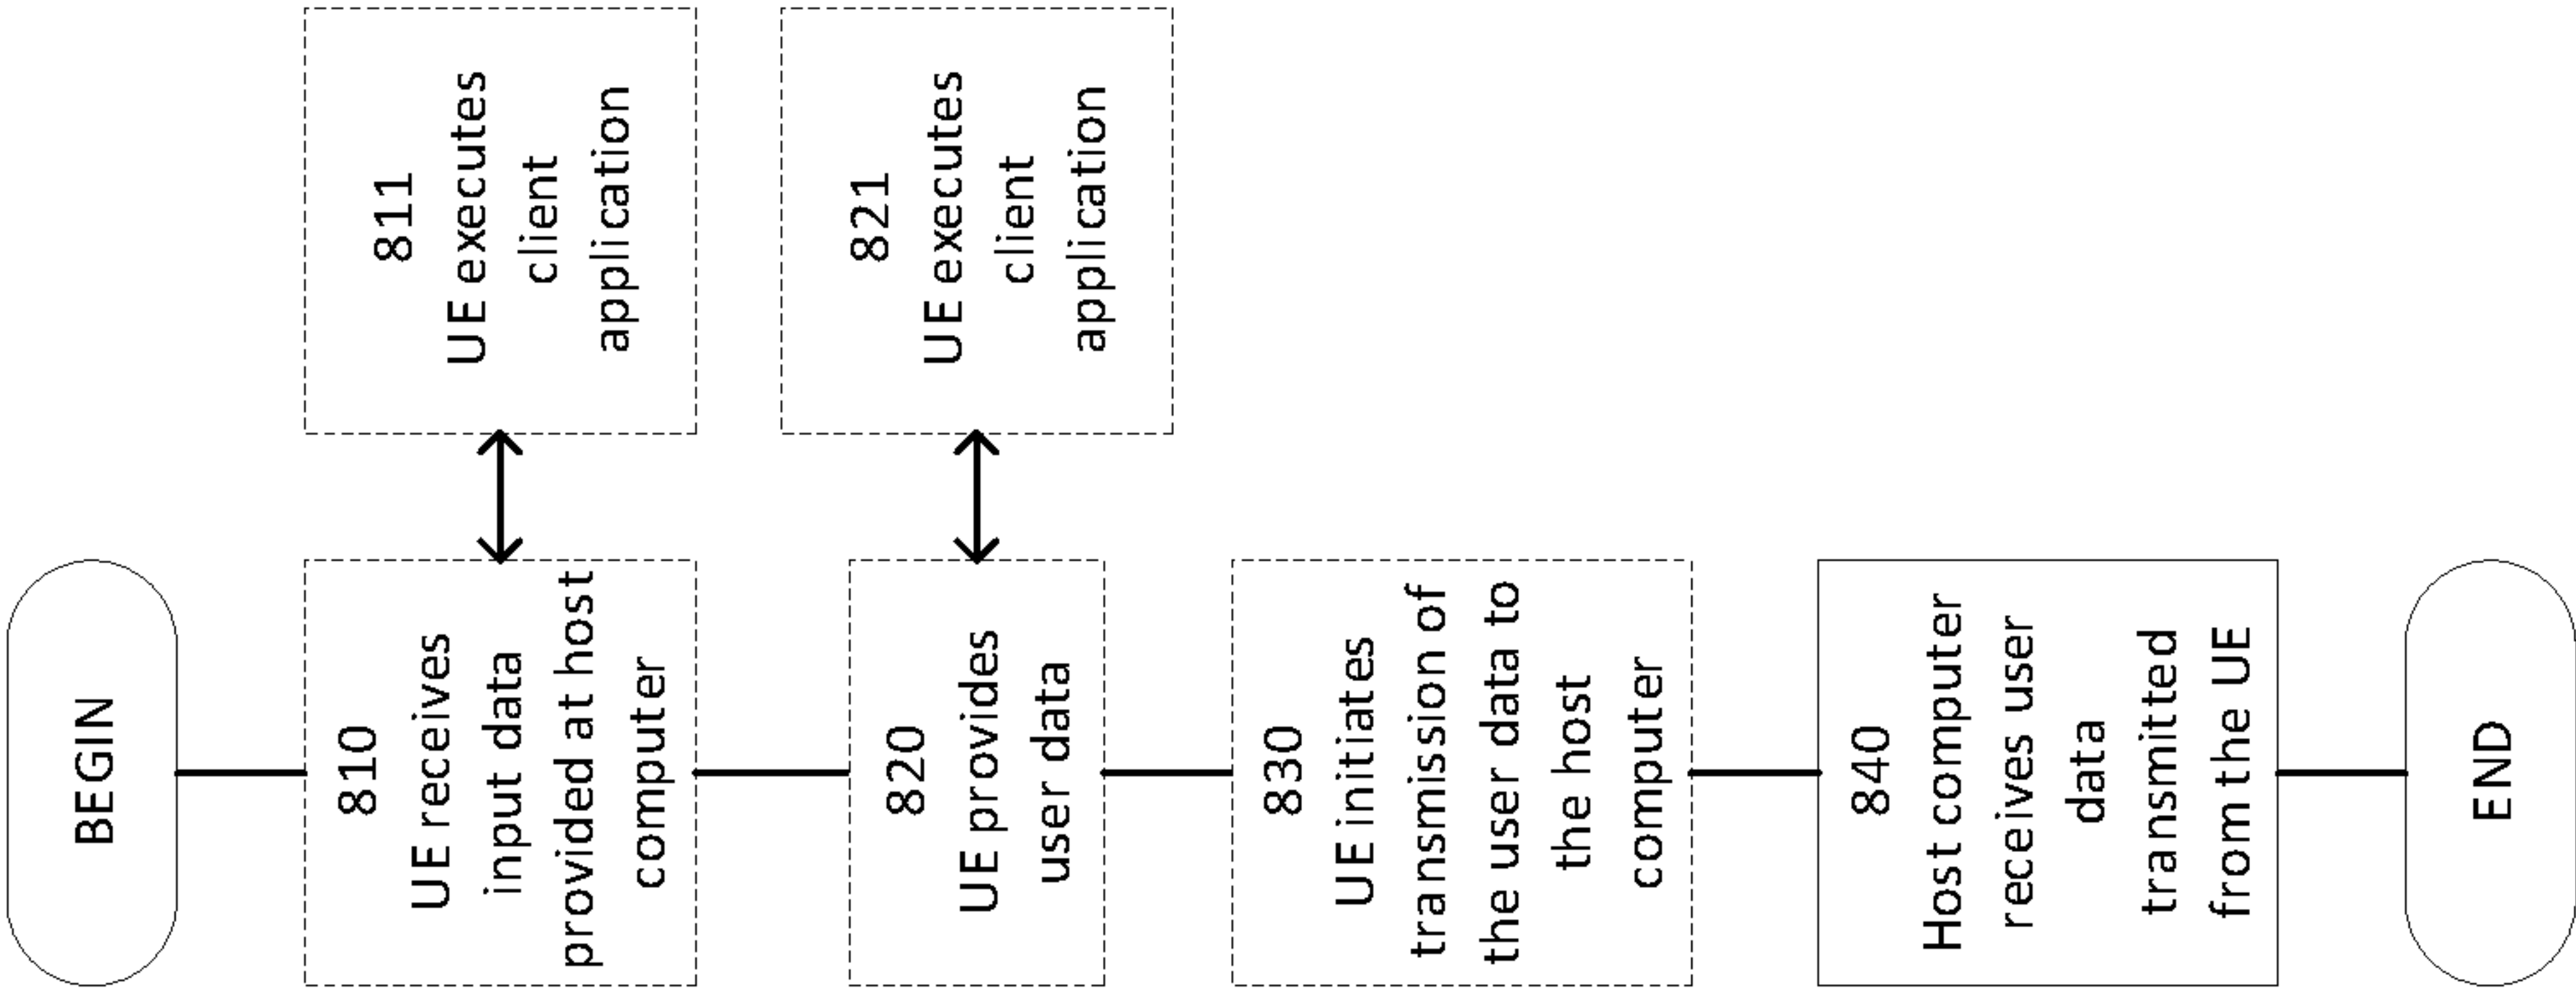 BEGIN
810
UE receives
input data
provided at host
computer
811
UE executes
client
application
820
UE provides
user data
821
UE executes
client
application
830
UE initiates
transmission of
the user data to
the host
computer
840
Host computer
receives user
data
transmitted
from the UE
END